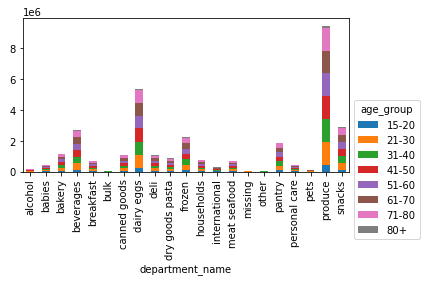 1e6
8
6
4
2
0
alcohol
babies
bakery
beverages
breakfast
bulk
canned goods
dairy eggs
deli
dry goods pasta
frozen
households
international
meat seafood
missing
other
pantry
personal care
pets
produce
snacks
department_name
age_group
15-20
21-30
31-40
41-50
51-60
61-70
71-80
80+